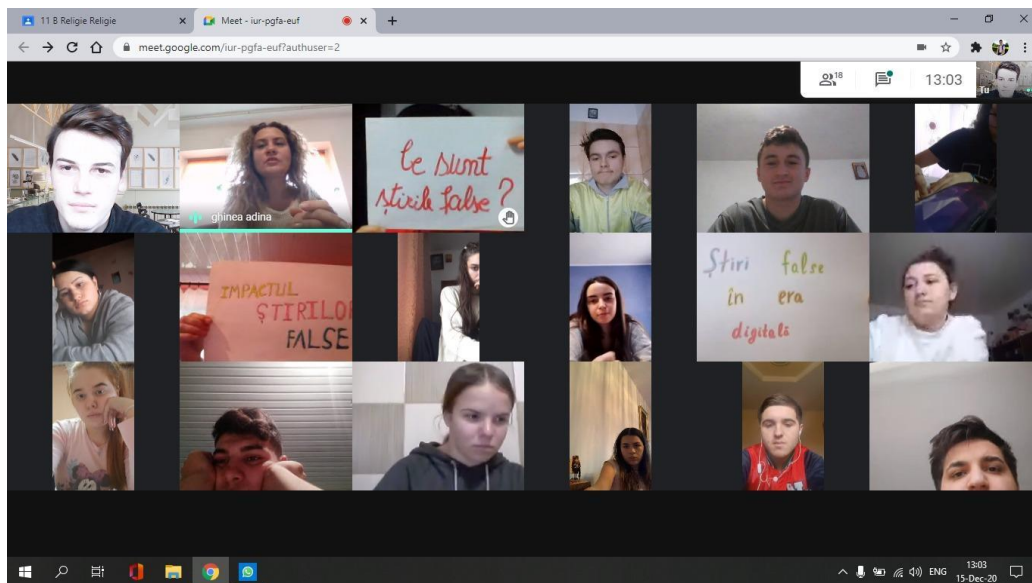 11 B Religie Religie
Meet - iur-pgfa-euf
meet.google.com/iur-pgfa-euf?authuser=2
18
13:03
Tu
ghinea adina
Ce sunt
știrile false?
IMPACTUL
ȘTIRILOR
FALSE
Știri false
în era
digitală
ENG
13:03
15-Dec-20